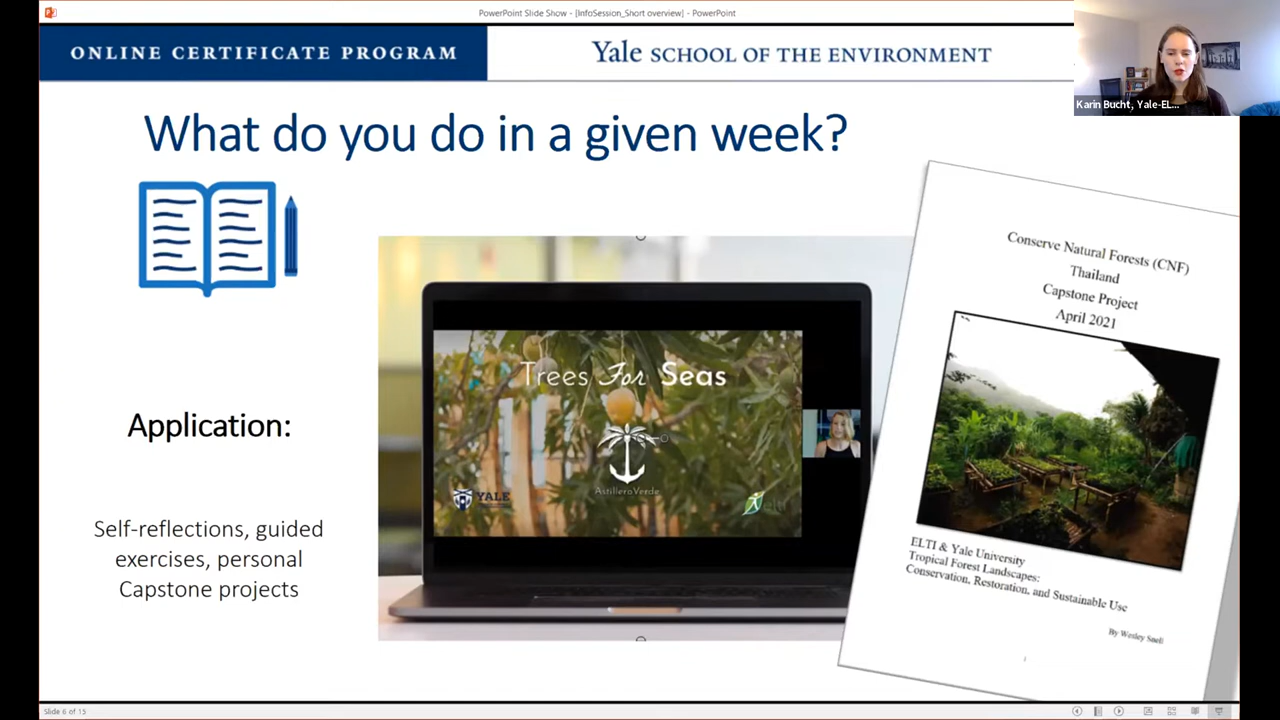 PowerPoint Slide Show - [InfoSession_Short overview] - PowerPoint
ONLINE CERTIFICATE PROGRAM
Yale SCHOOL OF THE ENVIRONMENT
Karin Bucht, Yale-EL...
What do you do in a given week?
Application:
Self-reflections, guided
exercises, personal
Capstone projects
Trees For Seas
AstilleroVerde
YALE
elti
Conserve Natural Forests (CNF)
Thailand
Capstone Project
April 2021
ELTI & Yale University
Tropical Forest Landscapes:
Conservation, Restoration, and Sustainable Use
By Wesley Snell
Slide 6 of 15